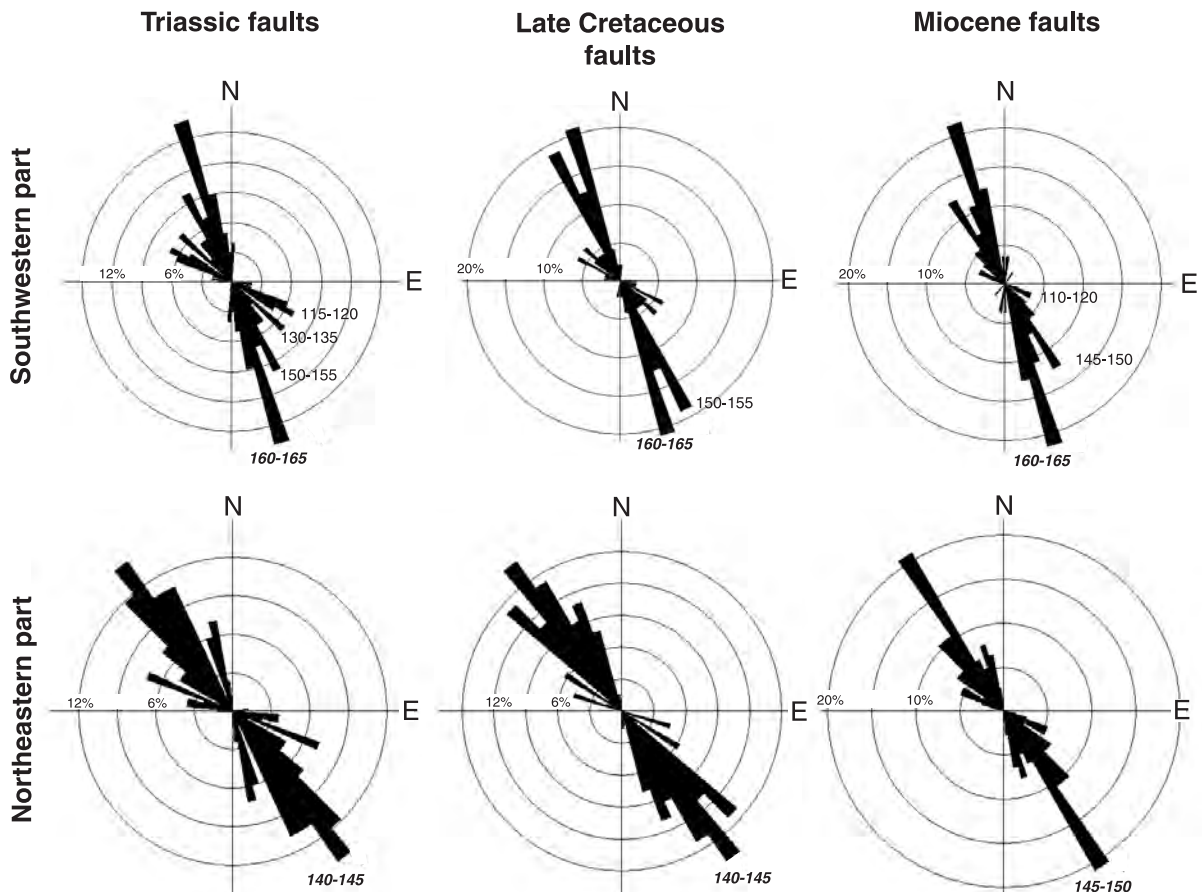 Triassic faults
Late Cretaceous
faults
Miocene faults
Southwestern part
N
E
12%
6%
115-120
130-135
150-155
160-165
N
E
20%
10%
150-155
160-165
N
E
20%
10%
110-120
145-150
160-165
Northeastern part
N
E
12%
6%
140-145
N
E
12%
6%
140-145
N
E
20%
10%
145-150